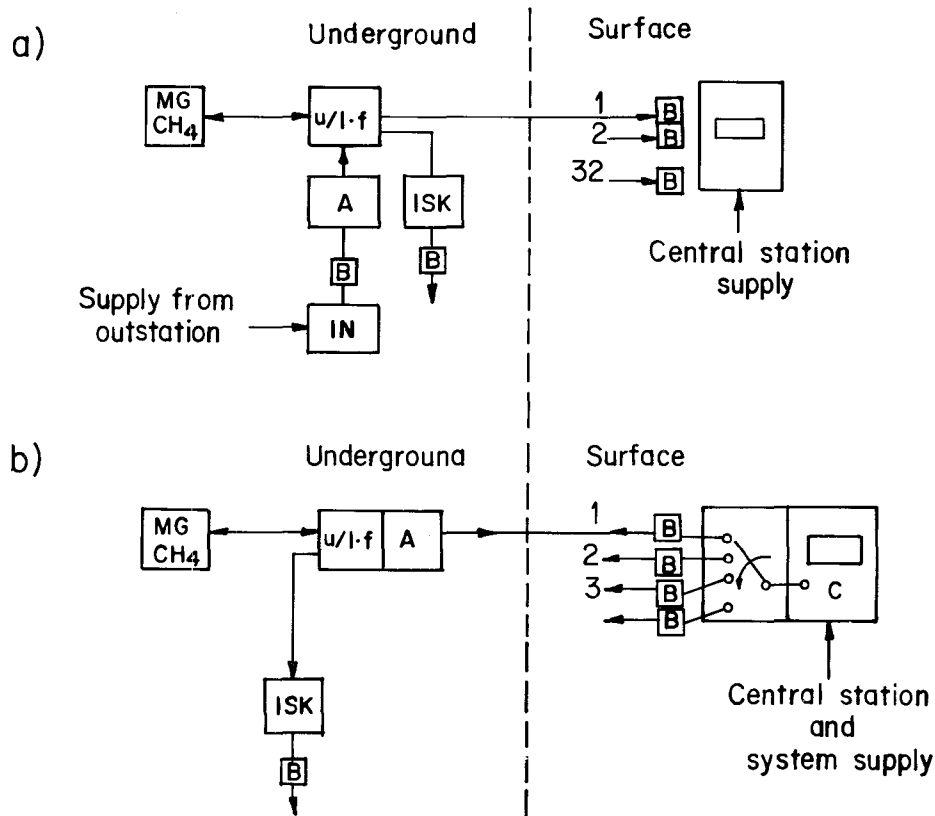 a)
Underground
Surface
MG
CH4
u/l·f
1
B
2
B
32
B
A
ISK
B
B
Central station
supply
Supply from
outstation
IN
b)
Underground
Surface
MG
CH4
u/l·f
A
1
B
2
B
3
B
B
C
ISK
B
Central station
and
system supply